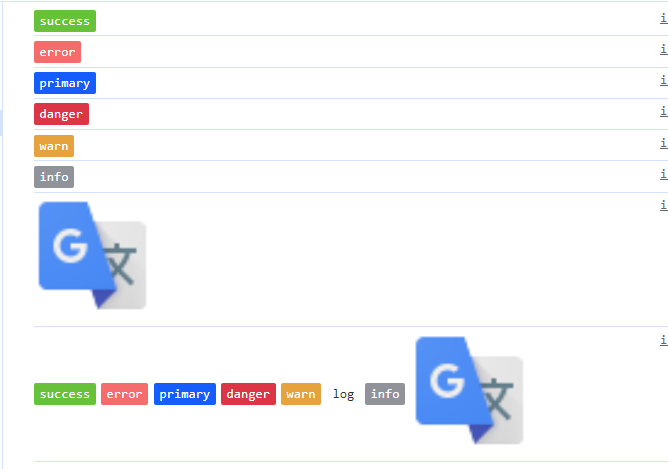 success i
error i
primary i
danger i
warn i
info i
G 文 i
i
success error primary danger warn log info G 文